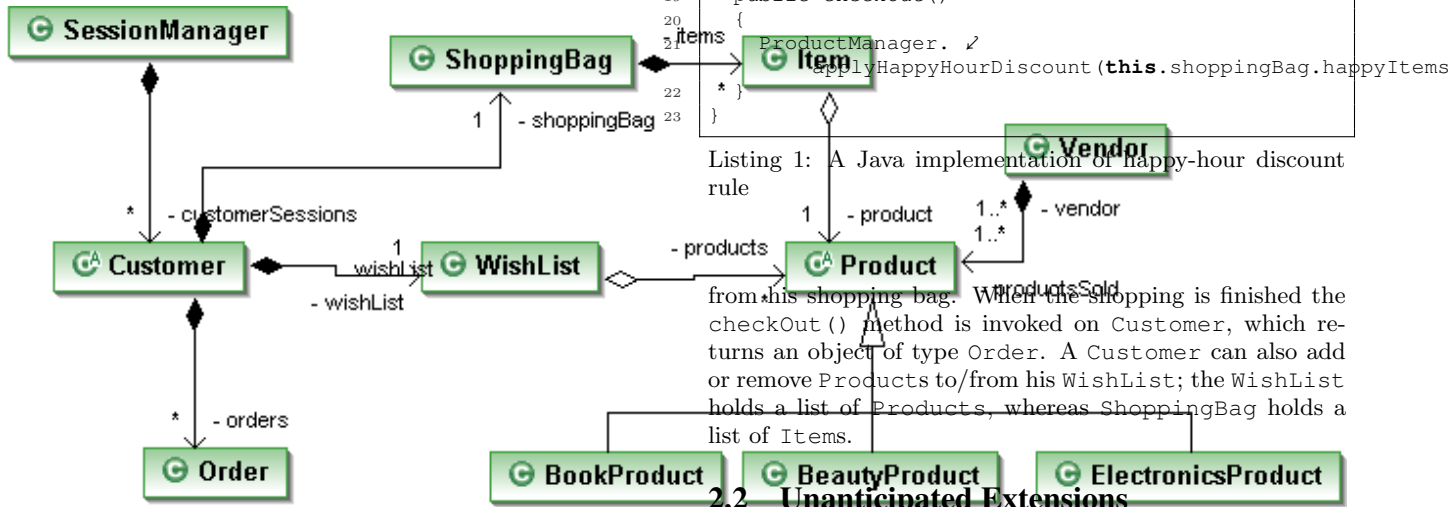 SessionManager
ShoppingBag
- items
Item
*
1
- shoppingBag
Vendor
*
- customerSessions
1
- product
1..*
- vendor
1..*
Customer
1
wishList
- wishList
WishList
- products
*
Product
- productsSold
*
- orders
Order
BookProduct
BeautyProduct
ElectronicsProduct
20 {
21 ProductManager. ↙
applyHappyHourDiscount(this.shoppingBag.happyItems
22 }
23 }
Listing 1: A Java implementation of happy-hour discount
rule
from his shopping bag. When the shopping is finished the
checkOut() method is invoked on Customer, which re-
turns an object of type Order. A Customer can also add
or remove Products to/from his WishList; the WishList
holds a list of Products, whereas ShoppingBag holds a
list of Items.
2.2 Unanticipated Extensions